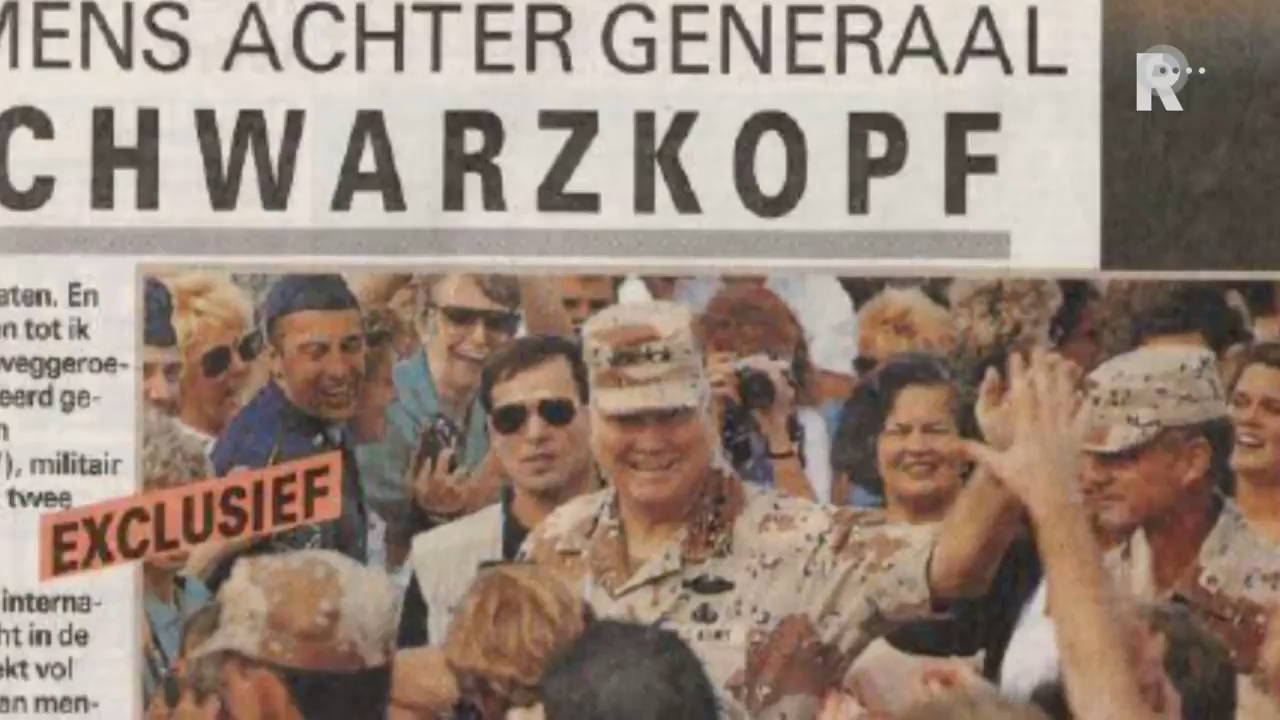 MENS ACHTER GENERAAL
CHWARZKOPF
aten. En
n tot ik
weggeroe-
eerd ge-
n
), militair
twee
EXCLUSIEF
interna-
ht in de
ekt vol
an men-
R